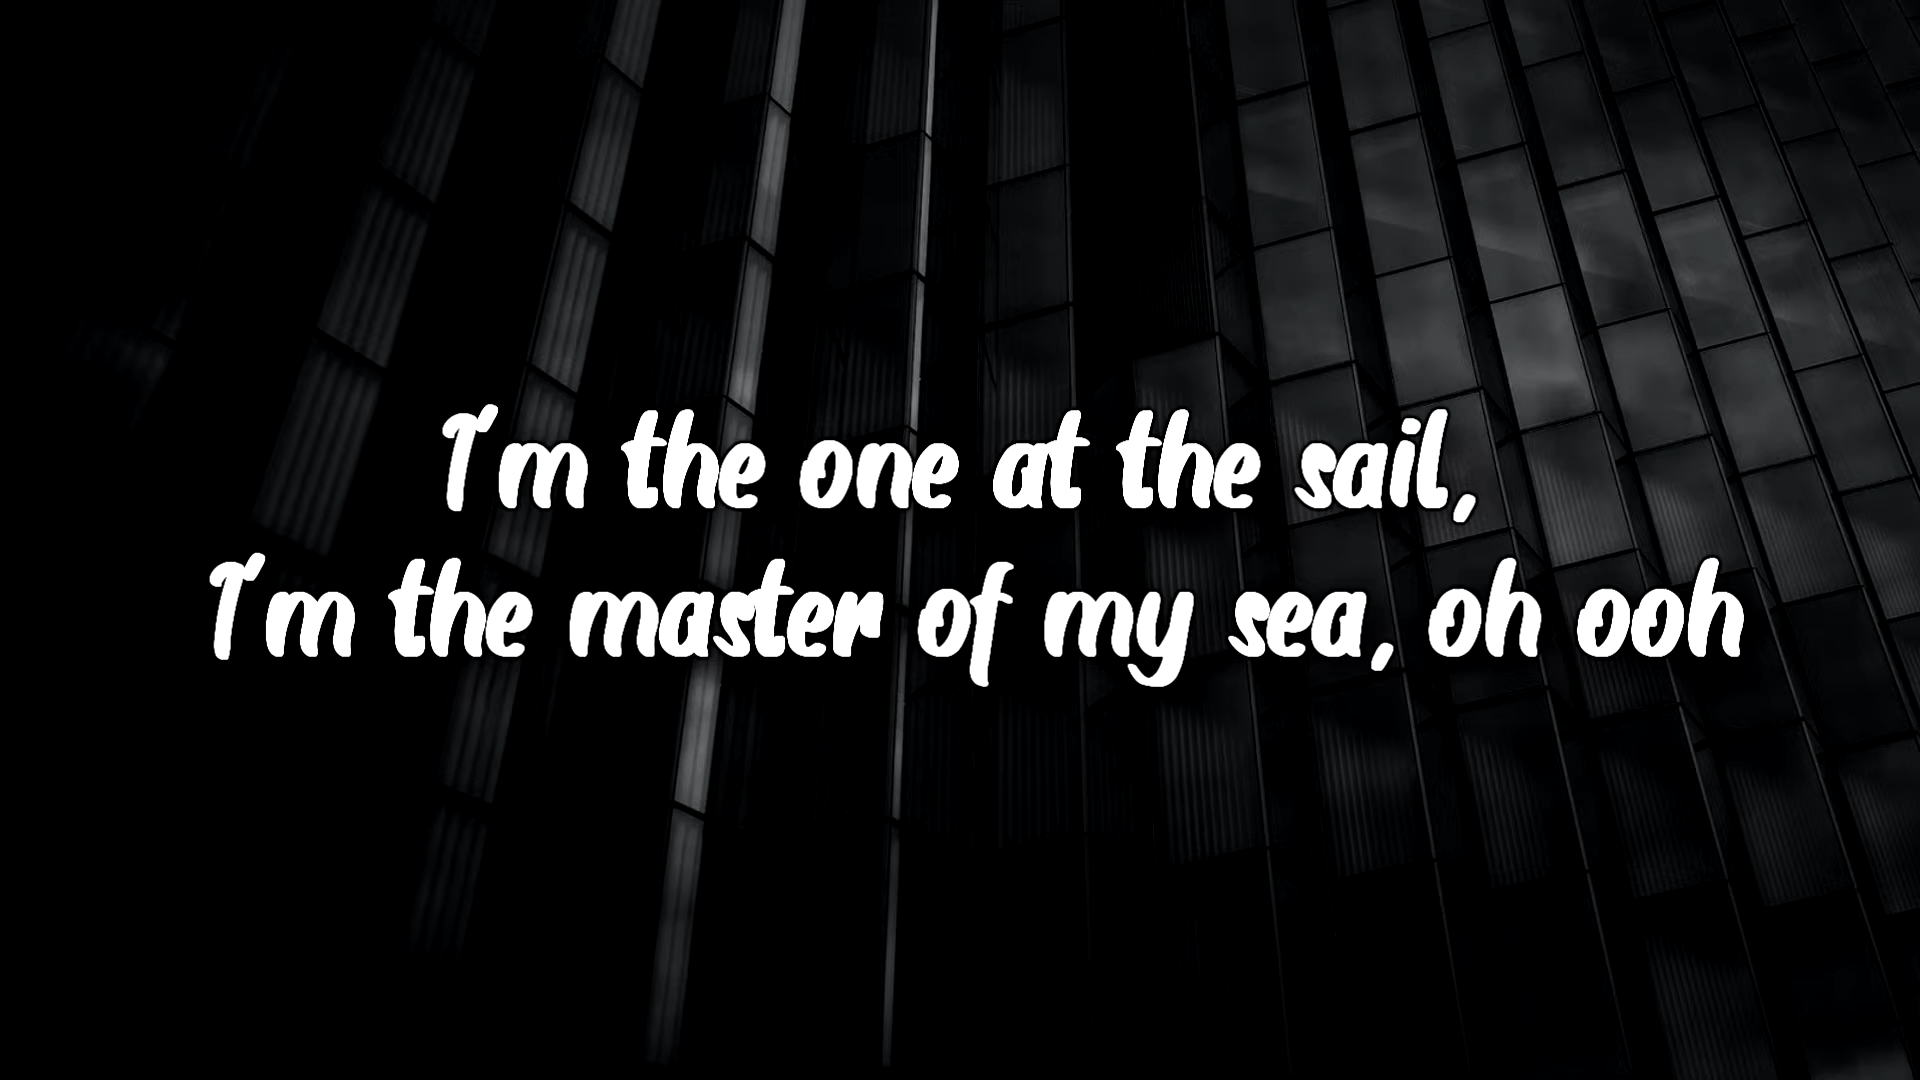 I'm the one at the sail,
I'm the master of my sea, oh ooh